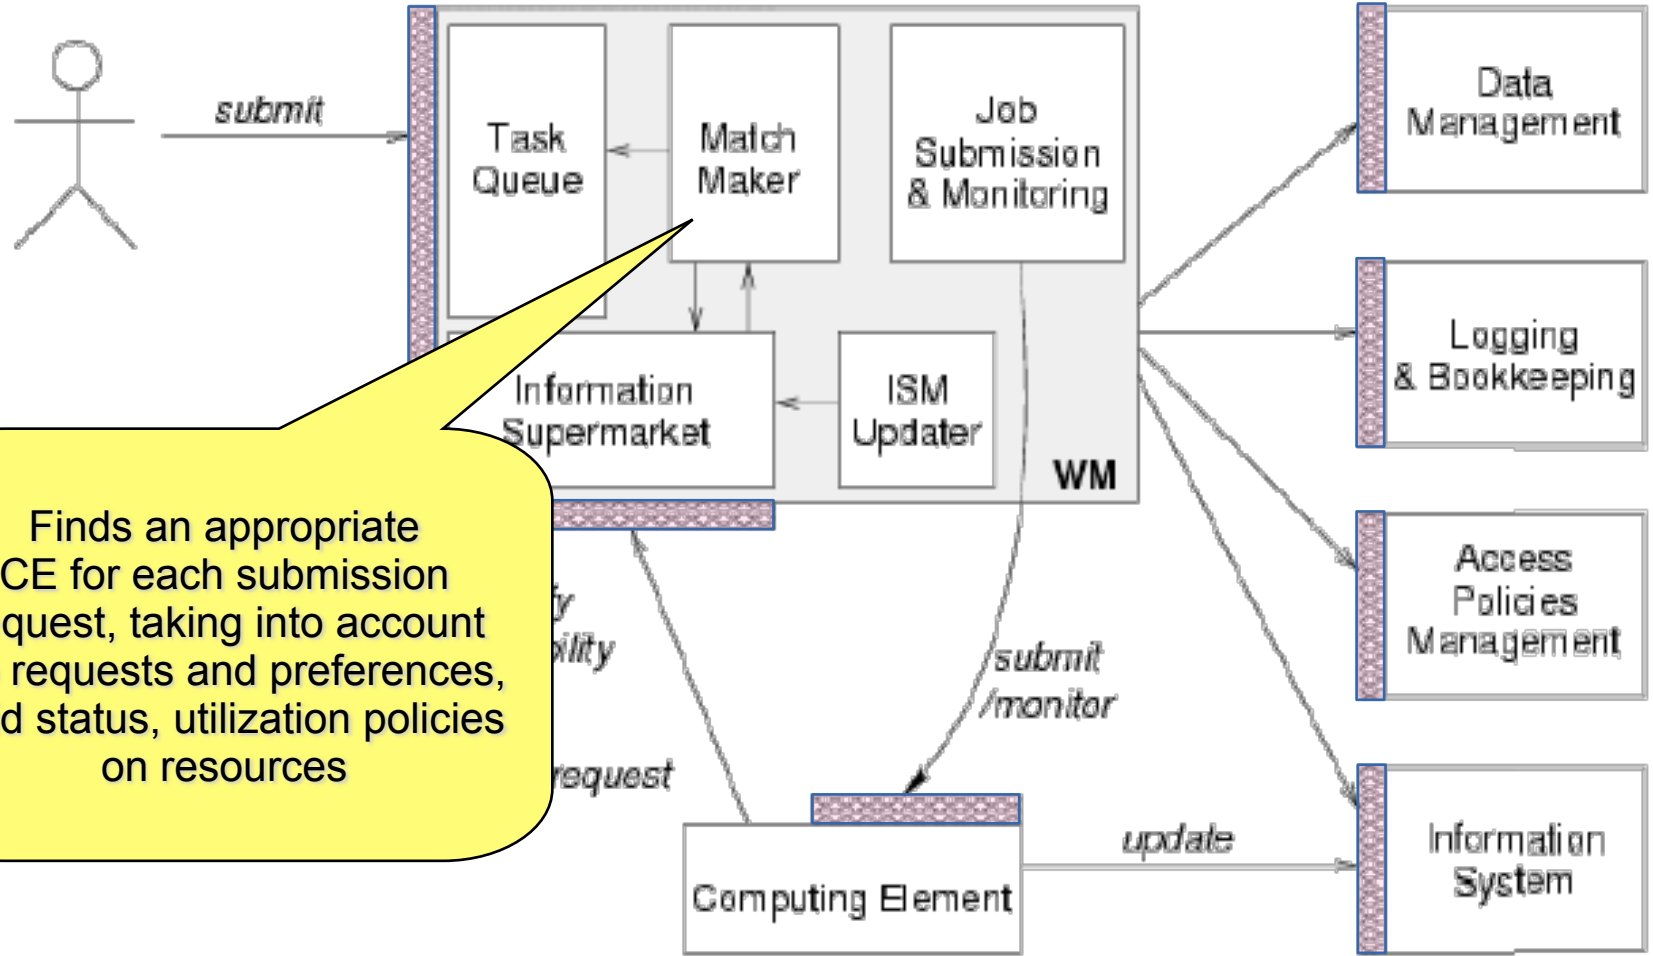 submit
Task
Queue
Match
Maker
Job
Submission
& Monitoring
Information
Supermarket
ISM
Updater
WM
Data
Management
Logging
& Bookkeeping
Access
Policies
Management
Information
System
Finds an appropriate
CE for each submission
quest, taking into account
requests and preferences,
d status, utilization policies
on resources
request
submit
/monitor
update
Computing Element